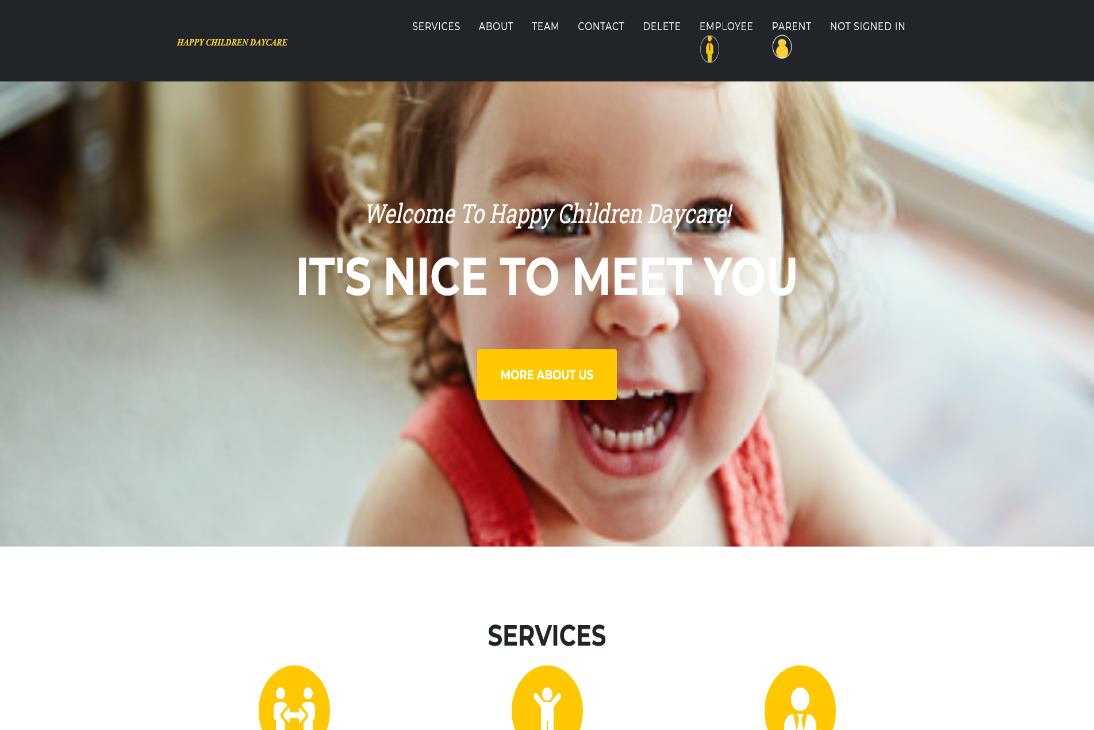 HAPPY CHILDREN DAYCARE
SERVICES ABOUT TEAM CONTACT DELETE EMPLOYEE PARENT NOT SIGNED IN
Welcome To Happy Children Daycare!
IT'S NICE TO MEET YOU
MORE ABOUT US
SERVICES